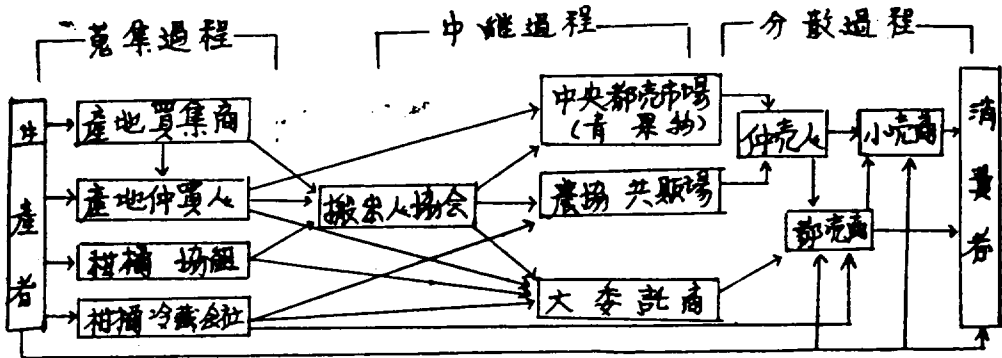 蒐集過程
中継過程
分散過程
生産者
産地買集商
産地仲買人
柑橘 協組
柑橘冷蔵会社
搬出人協会
中央都売市場
(青果物)
農協 共販場
大委託商
仲売人
都売商
小売商
消費者